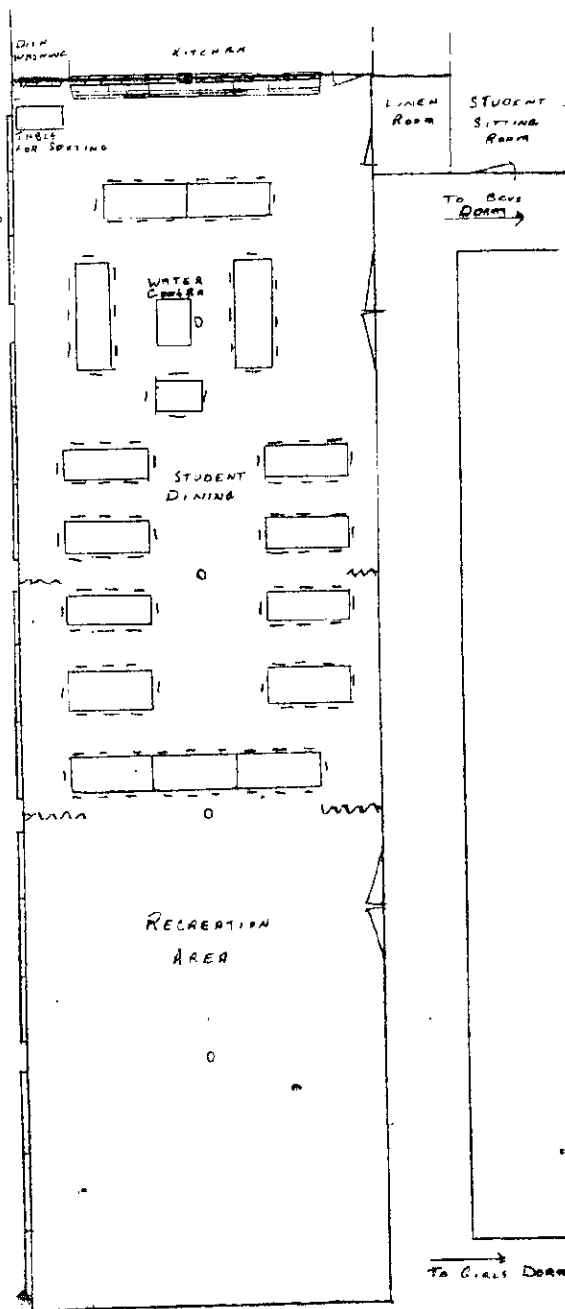 DISH
WASHING
KITCHEN
TABLE
FOR SORTING
LINEN
ROOM
STUDENT
SITTING
ROOM
TO BOYS
DORM
WATER
COOLER
STUDENT
DINING
RECREATION
AREA
TO GIRLS DORM